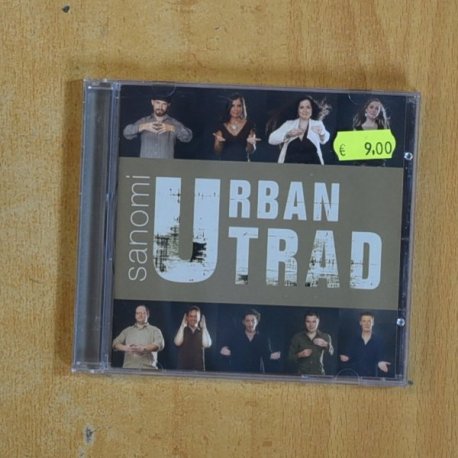 € 9.00
sanomi
URBAN
TRAD